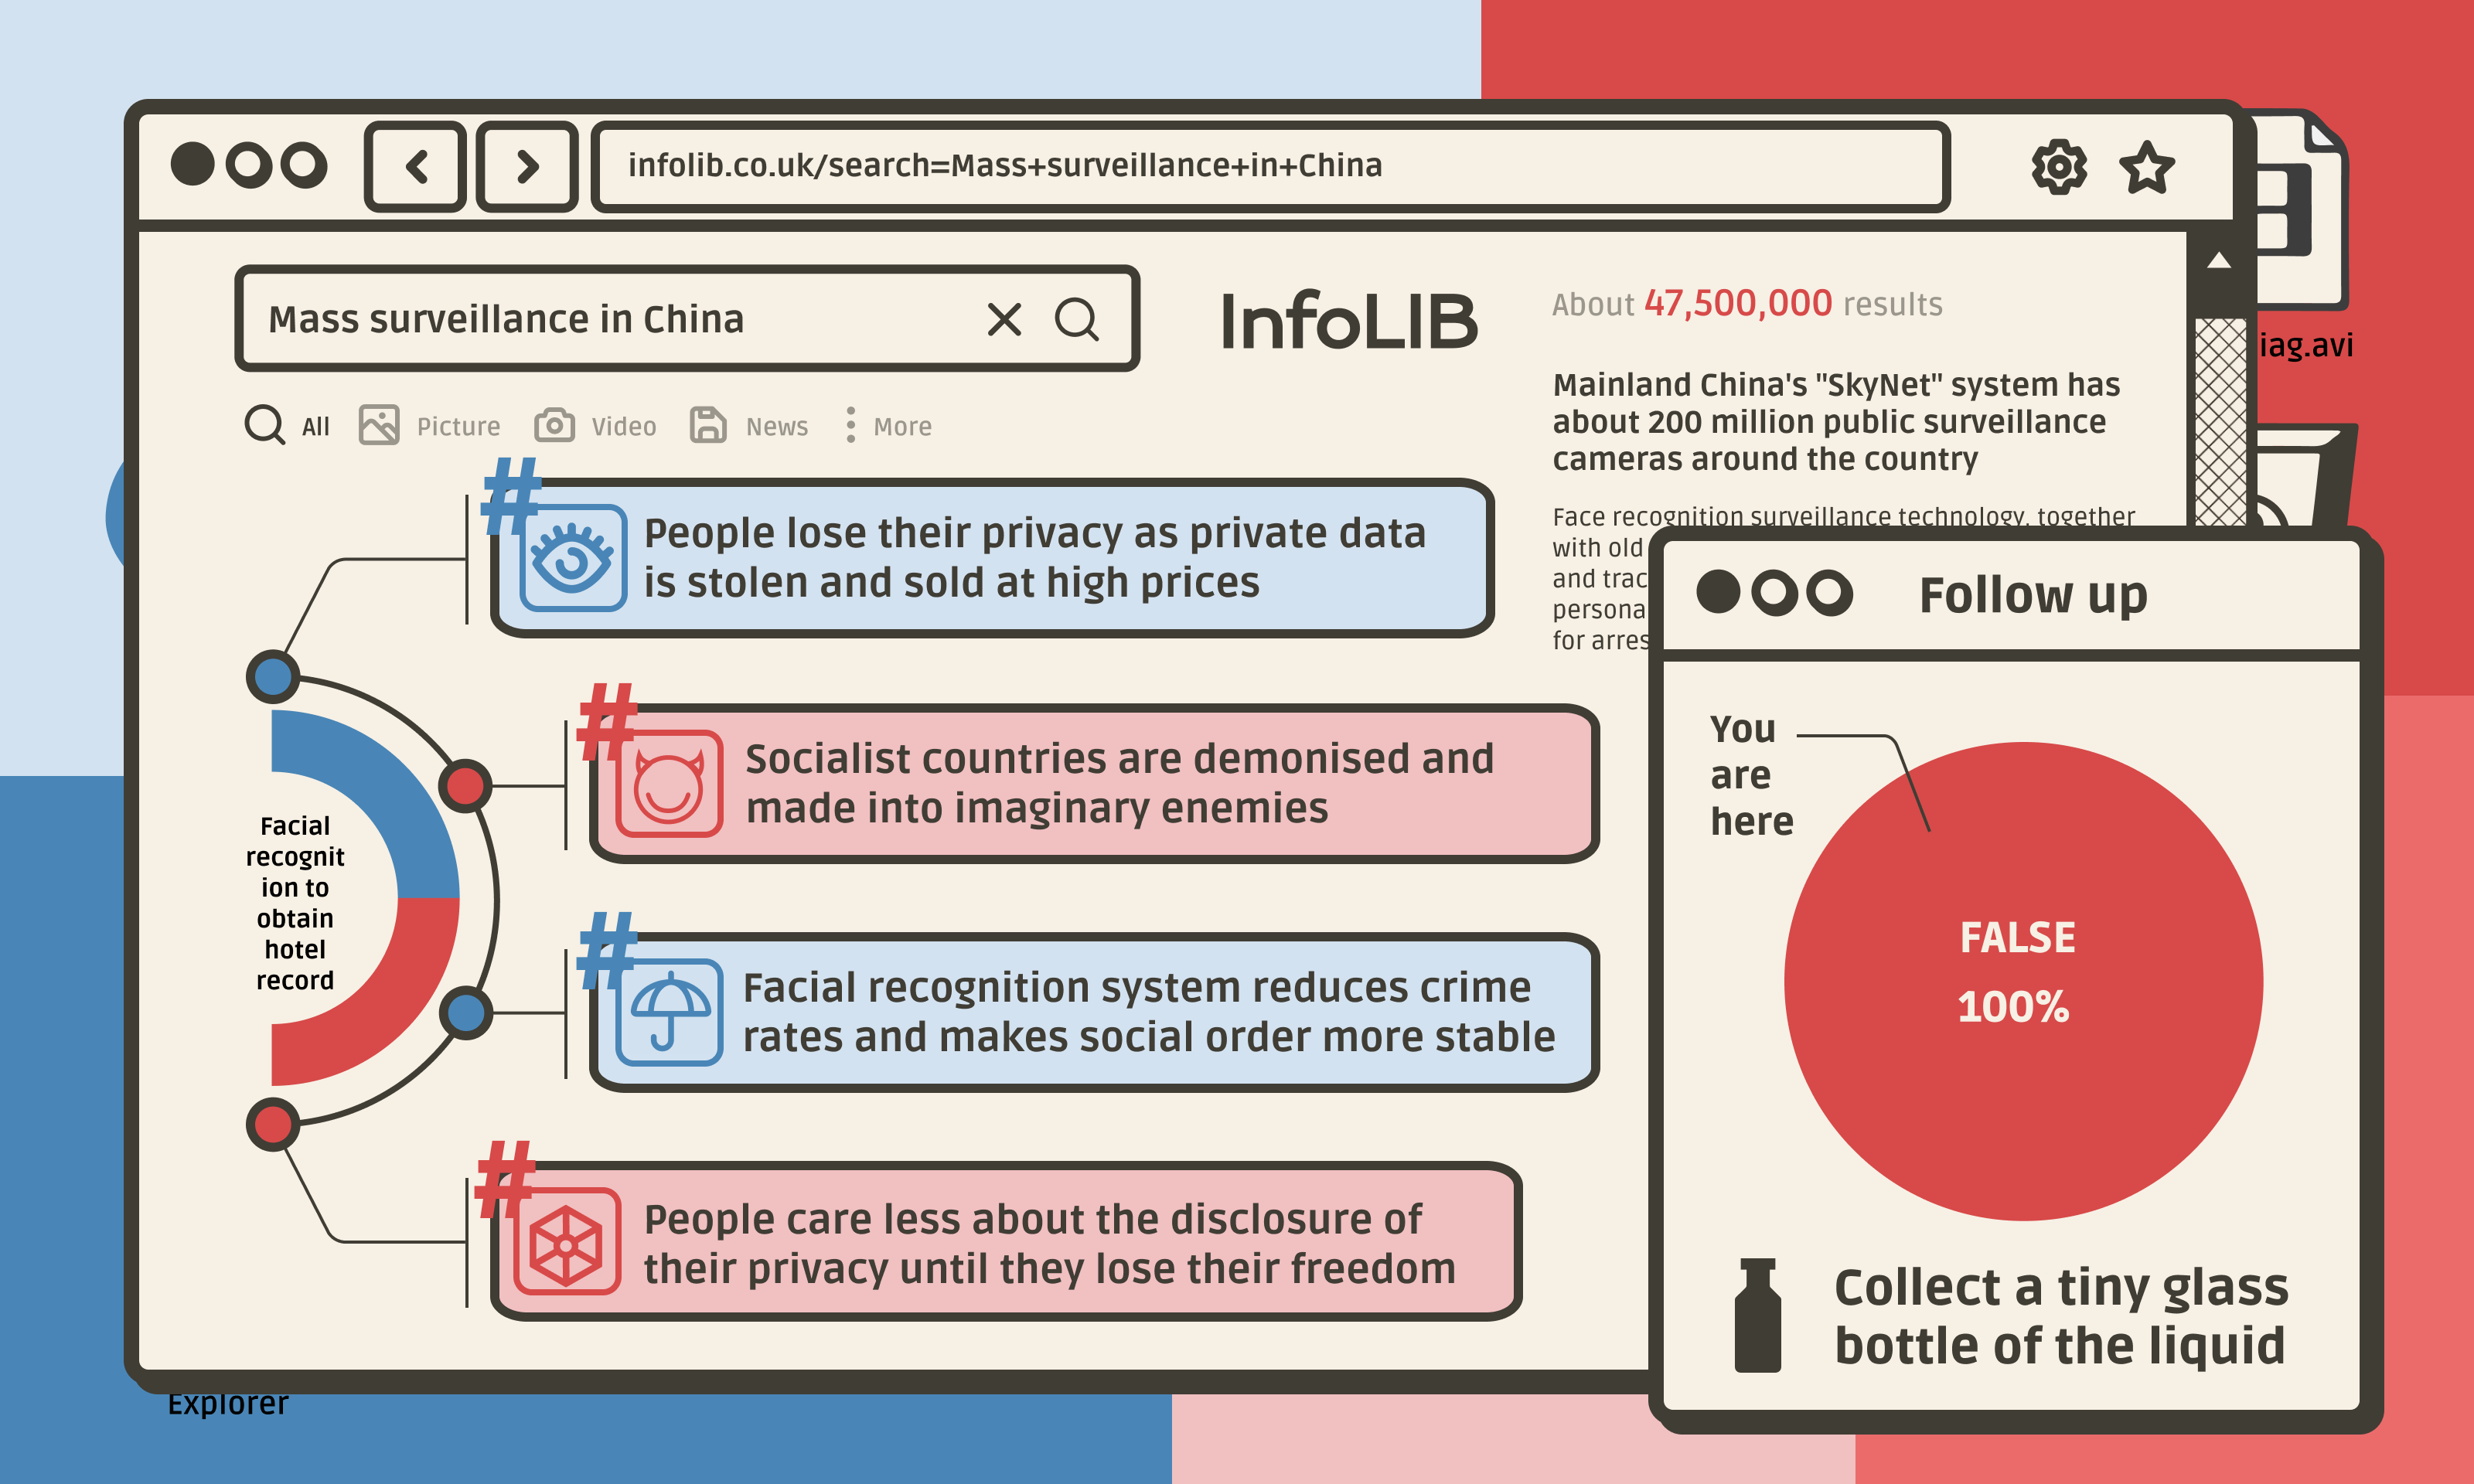 infolib.co.uk/search=Mass+surveillance+in+China
Mass surveillance in China
InfoLIB
About 47,500,000 results
All
Picture
Video
News
More
Mainland China's "SkyNet" system has
about 200 million public surveillance
cameras around the country
Face recognition surveillance technology, together
with old
and trac
persona
for arres
iag.avi
#
People lose their privacy as private data
is stolen and sold at high prices
#
Socialist countries are demonised and
made into imaginary enemies
#
Facial recognition system reduces crime
rates and makes social order more stable
#
People care less about the disclosure of
their privacy until they lose their freedom
Facial
recognit
ion to
obtain
hotel
record
Follow up
You
are
here
FALSE
100%
Collect a tiny glass
bottle of the liquid
Explorer